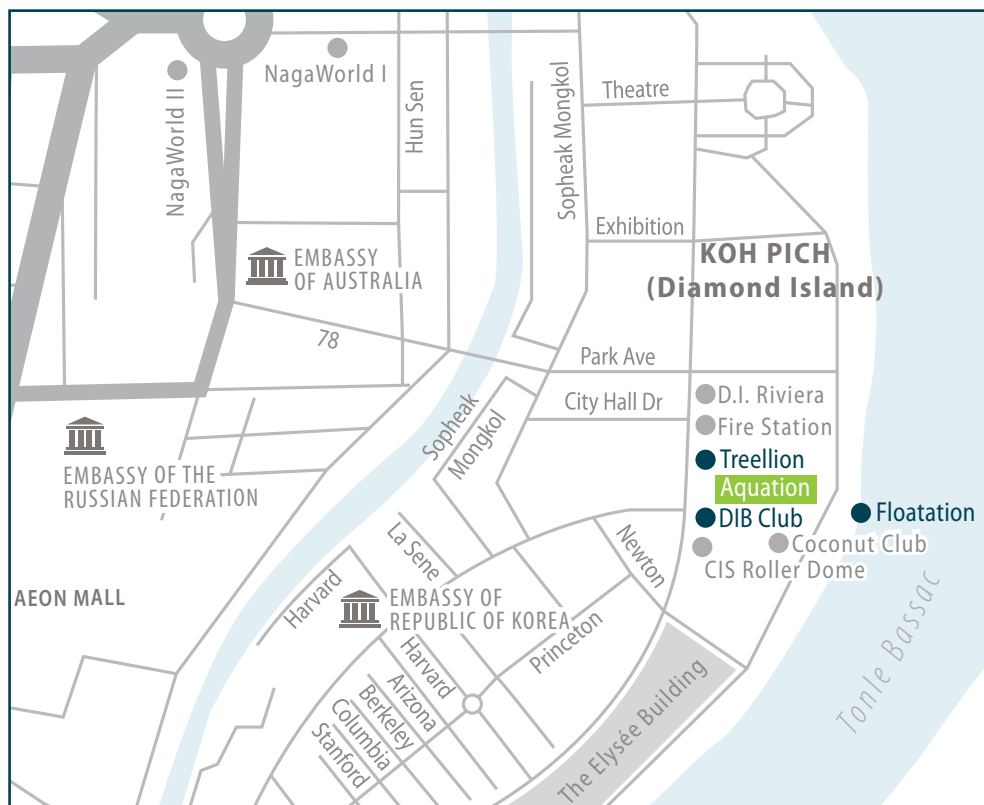 NagaWorld I
NagaWorld II
Hun Sen
Sopheak Mongkol
Theatre
Exhibition
KOH PICH
(Diamond Island)
EMBASSY
OF AUSTRALIA
78
Park Ave
City Hall Dr
D.I. Riviera
Fire Station
Treellion
Aquation
DIB Club
Floatation
Coconut Club
CIS Roller Dome
Sopheak
Mongkol
EMBASSY OF THE
RUSSIAN FEDERATION
La Sene
Newton
Harvard
EMBASSY OF
REPUBLIC OF KOREA
AEON MALL
Princeton
Harvard
Arizona
Berkeley
Columbia
Stanford
The Elysée Building
Tonle Bassac